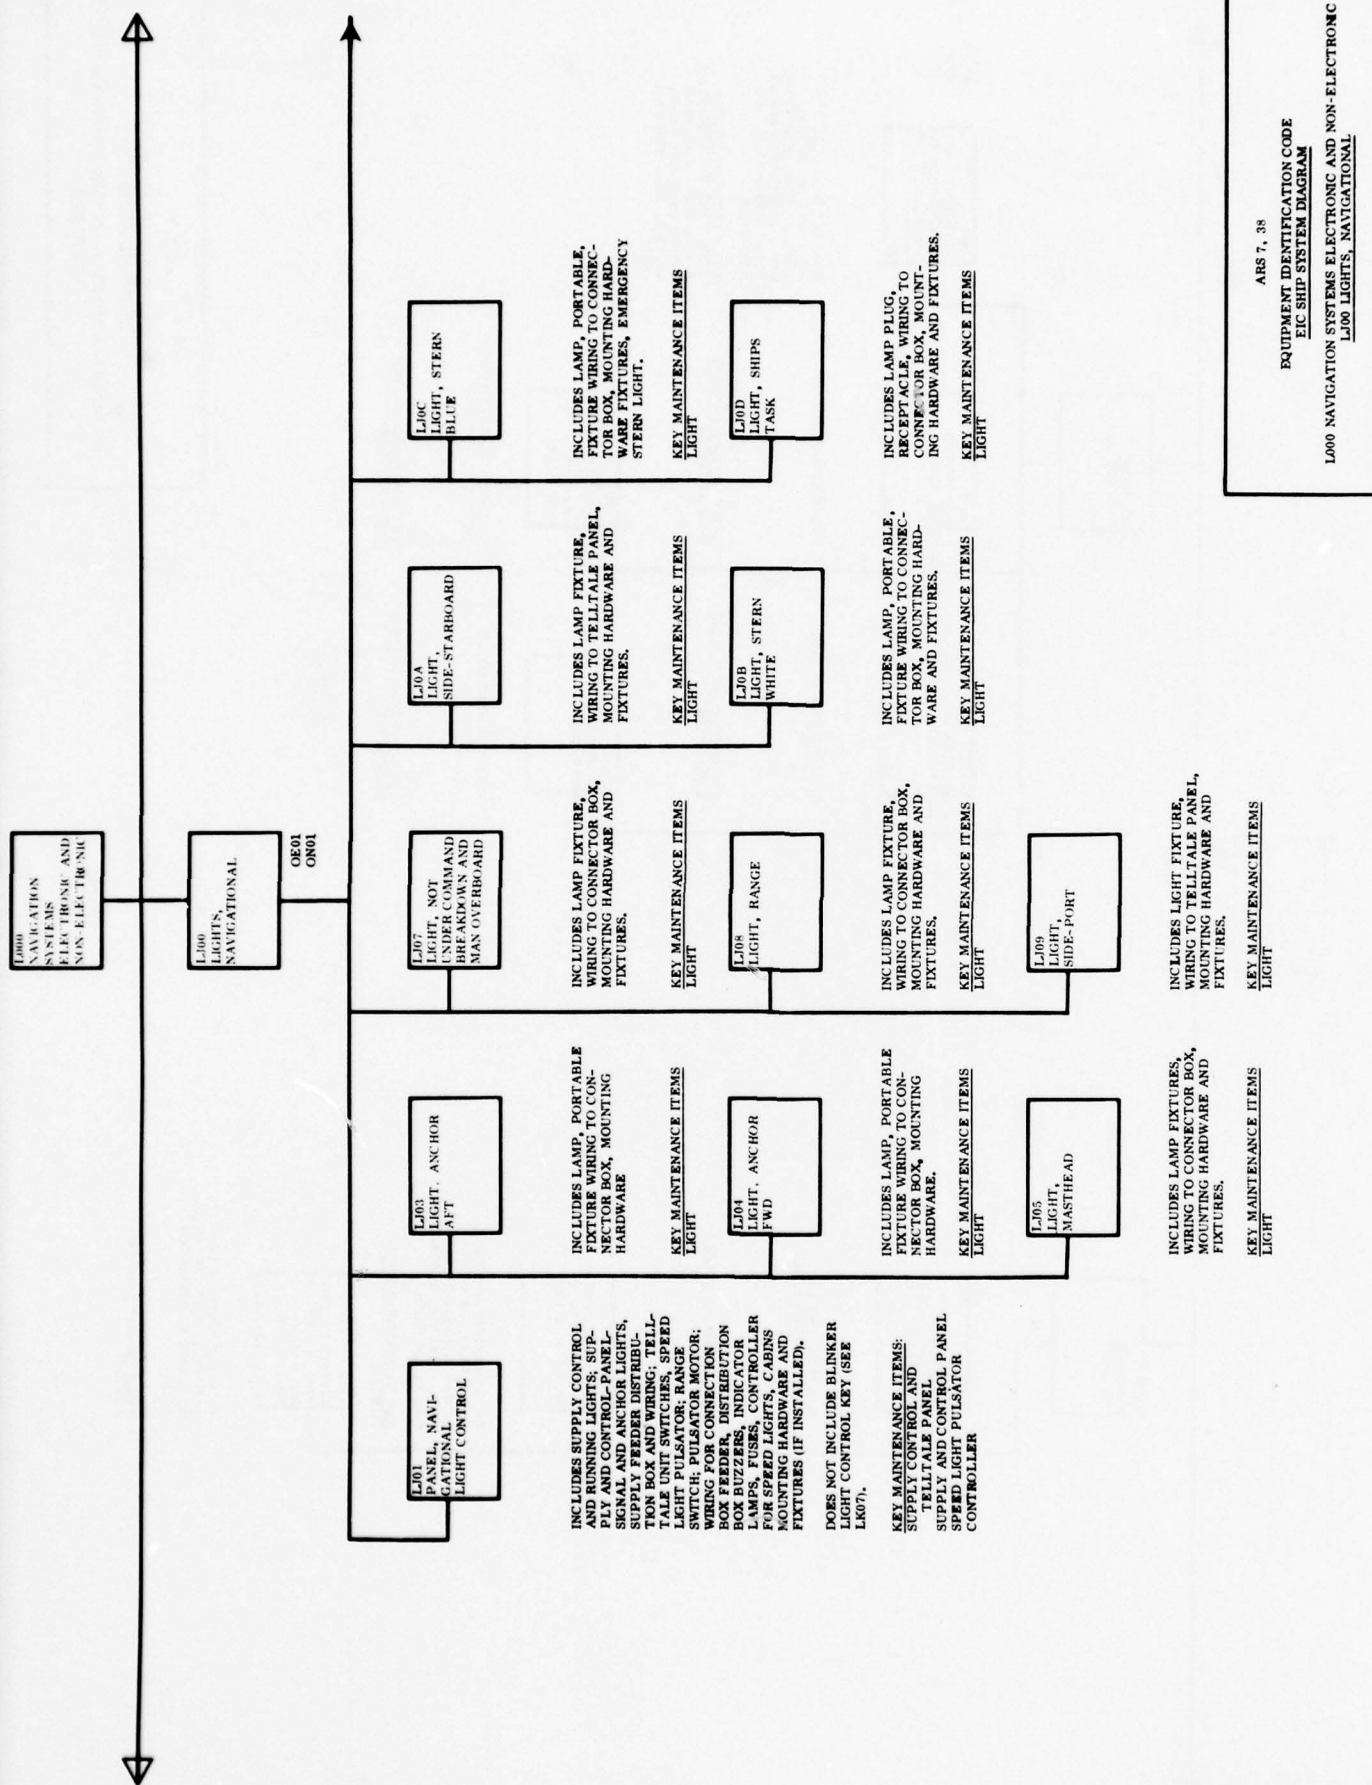 L000
NAVIGATION
SYSTEMS
ELECTRONIC AND
NON-ELECTRONIC
LJ00
LIGHTS,
NAVIGATIONAL
OE01
ON01
LJ01
PANEL, NAVI-
GATIONAL
LIGHT CONTROL
INCLUDES SUPPLY CONTROL
AND RUNNING LIGHTS; SUP-
PLY AND CONTROL-PANEL-
SIGNAL AND ANCHOR LIGHTS,
SUPPLY FEEDER DISTRIBU-
TION BOX AND WIRING; TELL-
TALE UNIT SWITCHES, SPEED
LIGHT PULSATOR; RANGE
SWITCH; PULSATOR MOTOR;
WIRING FOR CONNECTION
BOX FEEDER, DISTRIBUTION
BOX BUZZERS, INDICATOR
LAMPS, FUSES, CONTROLLER
FOR SPEED LIGHTS, CABINS
MOUNTING HARDWARE AND
FIXTURES (IF INSTALLED).
DOES NOT INCLUDE BLINKER
LIGHT CONTROL KEY (SEE
LK07).
KEY MAINTENANCE ITEMS:
SUPPLY CONTROL AND
TELLTALE PANEL
SUPPLY AND CONTROL PANEL
SPEED LIGHT PULSATOR
CONTROLLER
LJ03
LIGHT, ANCHOR
AFT
INCLUDES LAMP, PORTABLE
FIXTURE WIRING TO CON-
NECTOR BOX, MOUNTING
HARDWARE
KEY MAINTENANCE ITEMS
LIGHT
LJ04
LIGHT, ANCHOR
FWD
INCLUDES LAMP, PORTABLE
FIXTURE WIRING TO CON-
NECTOR BOX, MOUNTING
HARDWARE.
KEY MAINTENANCE ITEMS
LIGHT
LJ05
LIGHT,
MASTHEAD
INCLUDES LAMP FIXTURES,
WIRING TO CONNECTOR BOX,
MOUNTING HARDWARE AND
FIXTURES.
KEY MAINTENANCE ITEMS
LIGHT
LJ07
LIGHT, NOT
UNDER COMMAND
BREAKDOWN AND
MAN OVERBOARD
INCLUDES LAMP FIXTURE,
WIRING TO CONNECTOR BOX,
MOUNTING HARDWARE AND
FIXTURES.
KEY MAINTENANCE ITEMS
LIGHT
LJ08
LIGHT, RANGE
INCLUDES LAMP FIXTURE,
WIRING TO CONNECTOR BOX,
MOUNTING HARDWARE AND
FIXTURES.
KEY MAINTENANCE ITEMS
LIGHT
LJ09
LIGHT,
SIDE-PORT
INCLUDES LIGHT FIXTURE,
WIRING TO TELLTALE PANEL,
MOUNTING HARDWARE AND
FIXTURES.
KEY MAINTENANCE ITEMS
LIGHT
LJ0A
LIGHT,
SIDE-STARBOARD
INCLUDES LAMP FIXTURE,
WIRING TO TELLTALE PANEL,
MOUNTING HARDWARE AND
FIXTURES.
KEY MAINTENANCE ITEMS
LIGHT
LJ0B
LIGHT, STERN
WHITE
INCLUDES LAMP, PORTABLE,
FIXTURE WIRING TO CONNEC-
TOR BOX, MOUNTING HARD-
WARE AND FIXTURES.
KEY MAINTENANCE ITEMS
LIGHT
LJ0C
LIGHT, STERN
BLUE
INCLUDES LAMP, PORTABLE,
FIXTURE WIRING TO CONNEC-
TOR BOX, MOUNTING HARD-
WARE FIXTURES, EMERGENCY
STERN LIGHT.
KEY MAINTENANCE ITEMS
LIGHT
LJ0D
LIGHT, SHIPS
TASK
INCLUDES LAMP PLUG,
RECEPTACLE, WIRING TO
CONNECTOR BOX, MOUNT-
ING HARDWARE AND FIXTURES.
KEY MAINTENANCE ITEMS
LIGHT
ARS 7, 38
EQUIPMENT IDENTIFICATION CODE
EIC SHIP SYSTEM DIAGRAM
L000 NAVIGATION SYSTEMS ELECTRONIC AND NON-ELECTRONIC
LJ00 LIGHTS, NAVIGATIONAL